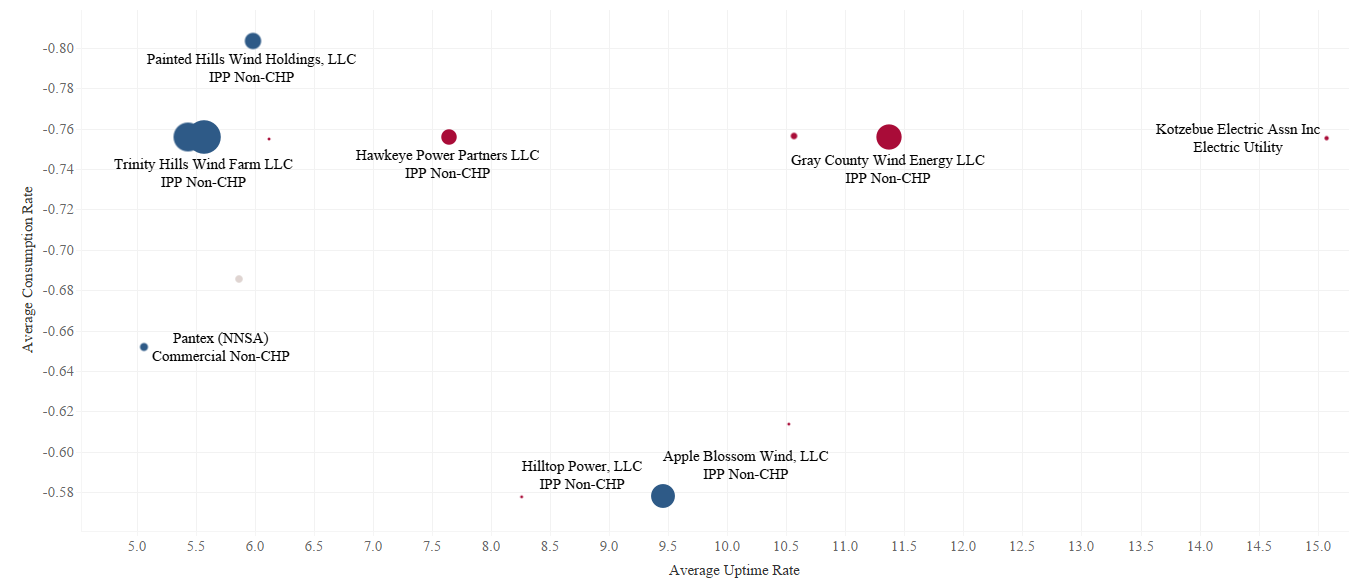 -0.80
-0.78
-0.76
-0.74
-0.72
-0.70
-0.68
-0.66
-0.64
-0.62
-0.60
-0.58
Average Consumption Rate
Painted Hills Wind Holdings, LLC
IPP Non-CHP
Trinity Hills Wind Farm LLC
IPP Non-CHP
Hawkeye Power Partners LLC
IPP Non-CHP
Gray County Wind Energy LLC
IPP Non-CHP
Kotzebue Electric Assn Inc
Electric Utility
Pantex (NNSA)
Commercial Non-CHP
Hilltop Power, LLC
IPP Non-CHP
Apple Blossom Wind, LLC
IPP Non-CHP
5.0 5.5 6.0 6.5 7.0 7.5 8.0 8.5 9.0 9.5 10.0 10.5 11.0 11.5 12.0 12.5 13.0 13.5 14.0 14.5 15.0
Average Uptime Rate